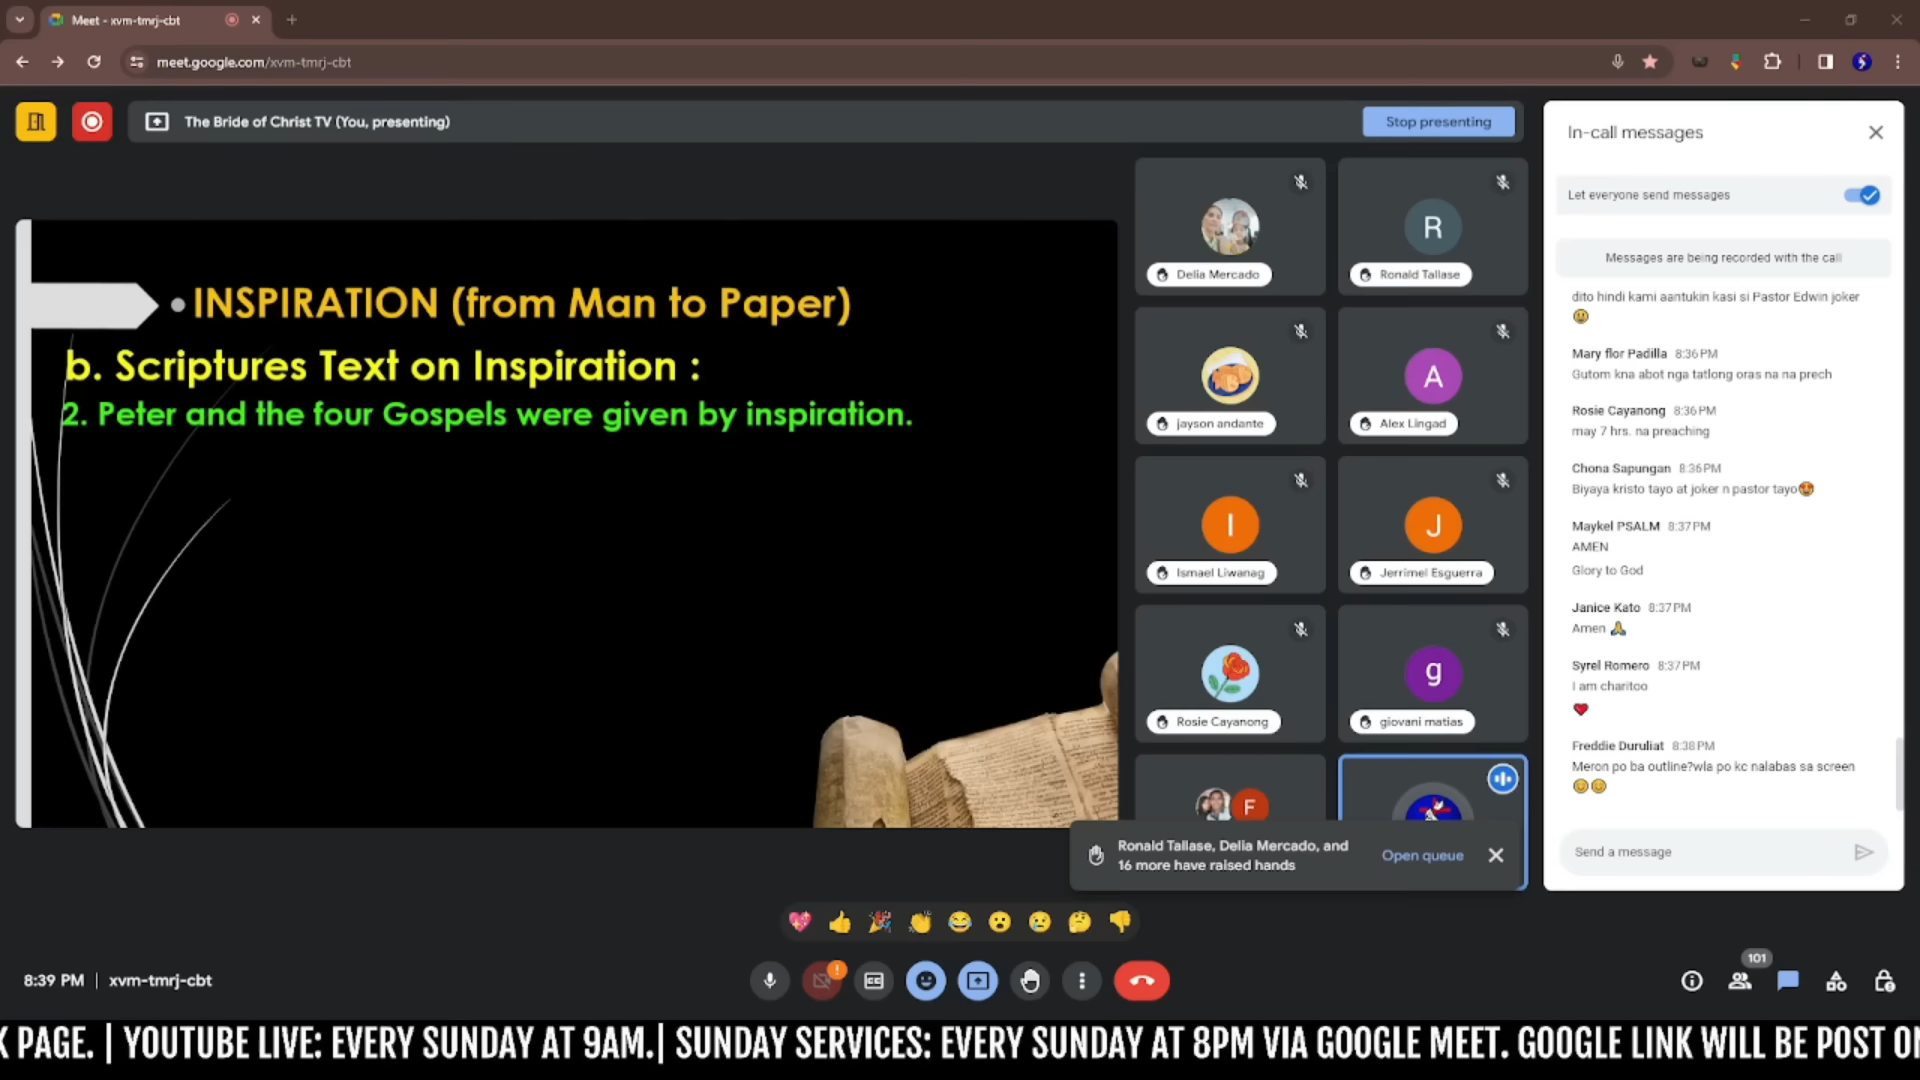 Meet - xvm-tmrj-cbt
meet.google.com/xvm-tmrj-cbt
The Bride of Christ TV (You, presenting)
Stop presenting
INSPIRATION (from Man to Paper)
b. Scriptures Text on Inspiration :
2. Peter and the four Gospels were given by inspiration.
Delia Mercado
R
Ronald Tallase
jayson andante
A
Alex Lingad
I
Ismael Liwanag
J
Jerrimel Esguerra
Rosie Cayanong
g
giovani matias
F
Ronald Tallase, Delia Mercado, and
16 more have raised hands
Open queue
In-call messages
Let everyone send messages
Messages are being recorded with the call
dito hindi kami aantukin kasi si Pastor Edwin joker
Mary flor Padilla 8:36 PM
Gutom kna abot nga tatlong oras na na prech
Rosie Cayanong 8:36 PM
may 7 hrs. na preaching
Chona Sapungan 8:36 PM
Biyaya kristo tayo at joker n pastor tayo
Maykel PSALM 8:37 PM
AMEN
Glory to God
Janice Kato 8:37 PM
Amen
Syrel Romero 8:37 PM
I am charitoo
Freddie Duruliat 8:38 PM
Meron po ba outline?wla po kc nalabas sa screen
Send a message
8:39 PM | xvm-tmrj-cbt
101
K PAGE. | YOUTUBE LIVE: EVERY SUNDAY AT 9AM.| SUNDAY SERVICES: EVERY SUNDAY AT 8PM VIA GOOGLE MEET. GOOGLE LINK WILL BE POST ON